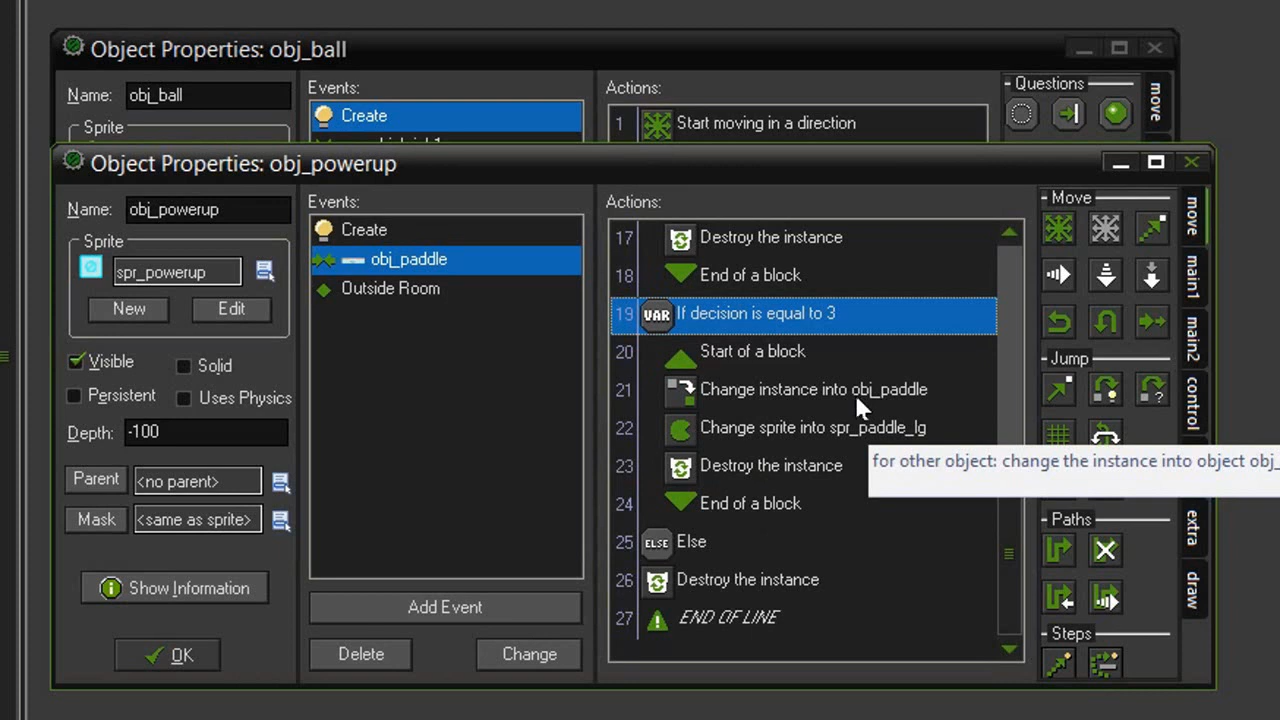 Object Properties: obj_ball
Name: obj_ball
Sprite
Events:
Create
Actions:
1 Start moving in a direction
Questions
move
Object Properties: obj_powerup
Name: obj_powerup
Sprite
spr_powerup
New Edit
Visible Solid
Persistent Uses Physics
Depth: -100
Parent <no parent>
Mask <same as sprite>
Show Information
OK
Events:
Create
obj_paddle
Outside Room
Add Event
Delete Change
Actions:
17 Destroy the instance
18 End of a block
19 VAR If decision is equal to 3
20 Start of a block
21 Change instance into obj_paddle
22 Change sprite into spr_paddle_lg
23 Destroy the instance
24 End of a block
25 ELSE Else
26 Destroy the instance
27 END OF LINE
for other object: change the instance into object obj_
Move
Jump
Paths
Steps
move
main1
main2
control
extra
draw